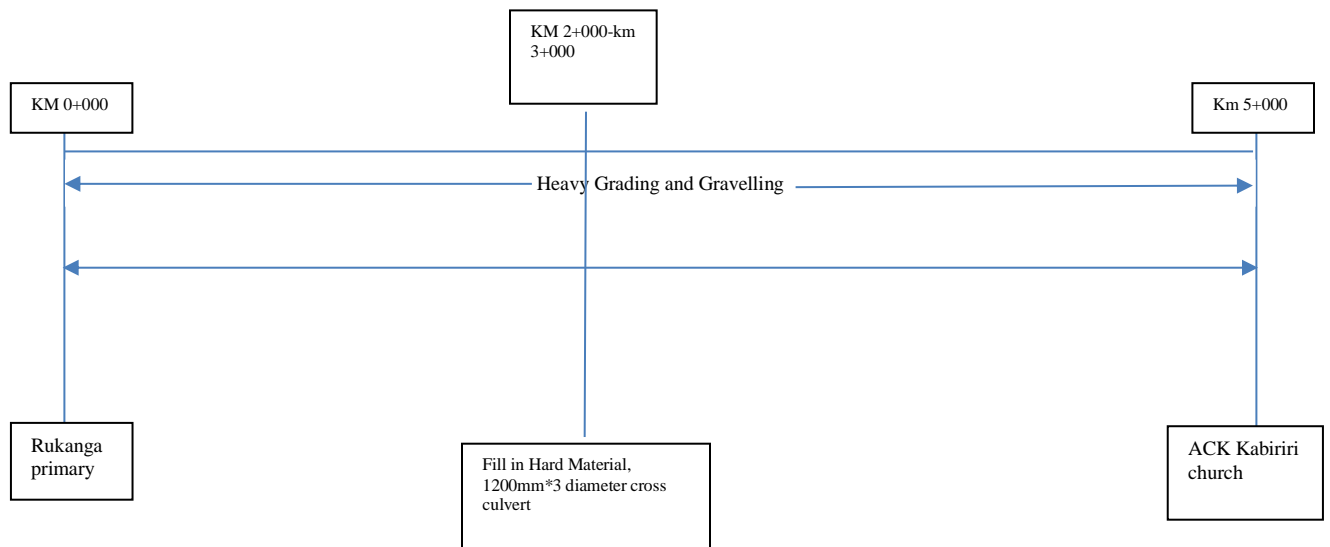 KM 2+000-km
3+000
KM 0+000
Km 5+000
Heavy Grading and Gravelling
Rukanga
primary
Fill in Hard Material,
1200mm*3 diameter cross
culvert
ACK Kabiriri
church